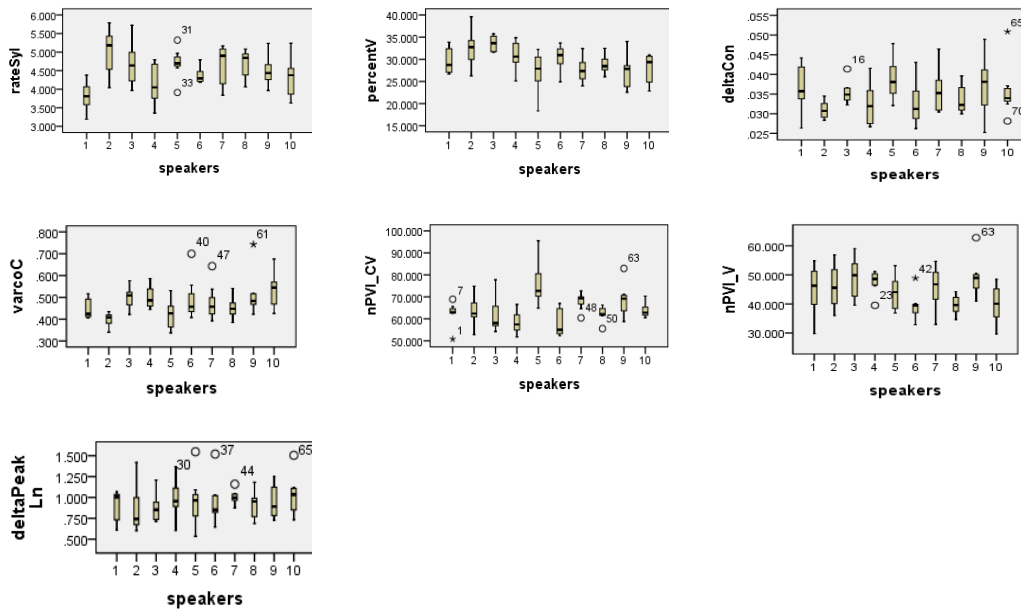 rateSyl
6.000
5.000
4.500
4.000
3.500
3.000
31
33
1 2 3 4 5 6 7 8 9 10
speakers
percentV
40.000
35.000
30.000
25.000
20.000
15.000
1 2 3 4 5 6 7 8 9 10
speakers
deltaCon
.055
.045
.035
.025
16
65
70
1 2 3 4 5 6 7 8 9 10
speakers
varcoC
.800
.700
.600
.500
.400
.300
40
47
61
1 2 3 4 5 6 7 8 9 10
speakers
nPVI_CV
100.000
90.000
80.000
70.000
60.000
50.000
7
1
48
50
63
1 2 3 4 5 6 7 8 9 10
speakers
nPVI_V
60.000
50.000
40.000
30.000
23
42
63
1 2 3 4 5 6 7 8 9 10
speakers
deltaPeak
Ln
1.500
1.250
1.000
0.750
.500
30
37
44
65
1 2 3 4 5 6 7 8 9 10
speakers